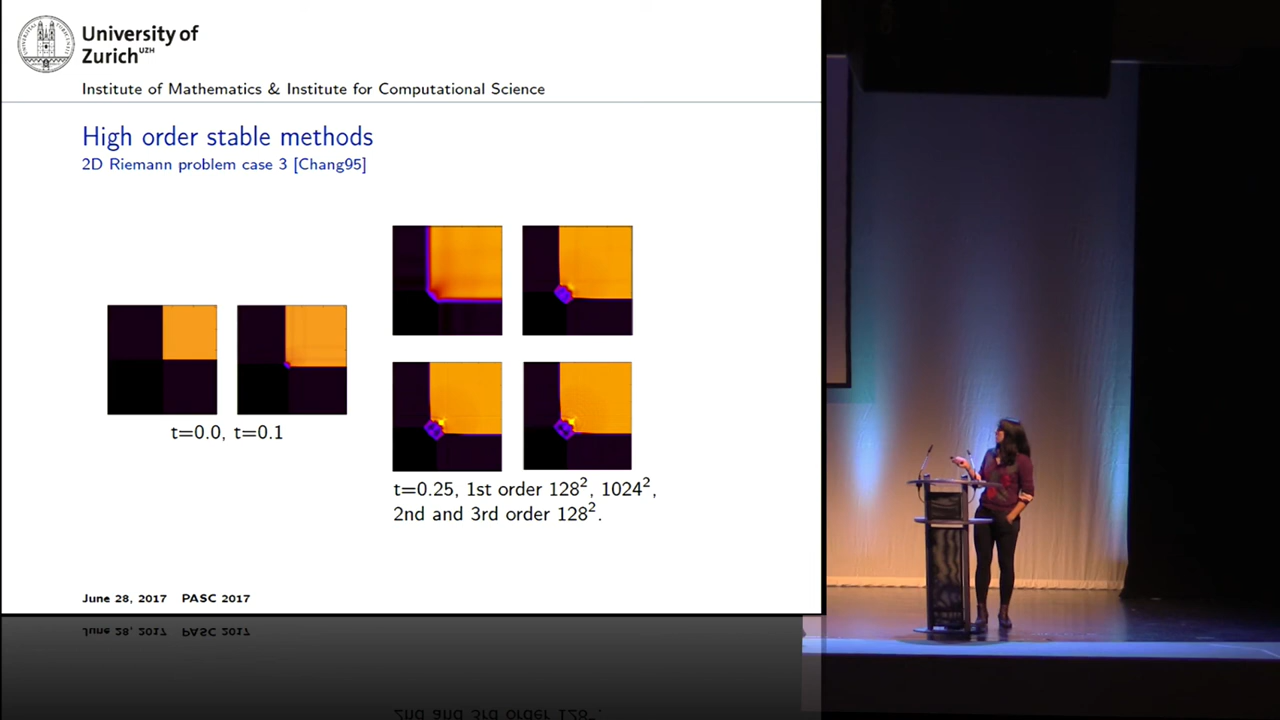 University of
Zurich UZH
Institute of Mathematics & Institute for Computational Science
High order stable methods
2D Riemann problem case 3 [Chang95]
t=0.0, t=0.1
t=0.25, 1st order 128², 1024²,
2nd and 3rd order 128².
June 28, 2017 PASC 2017